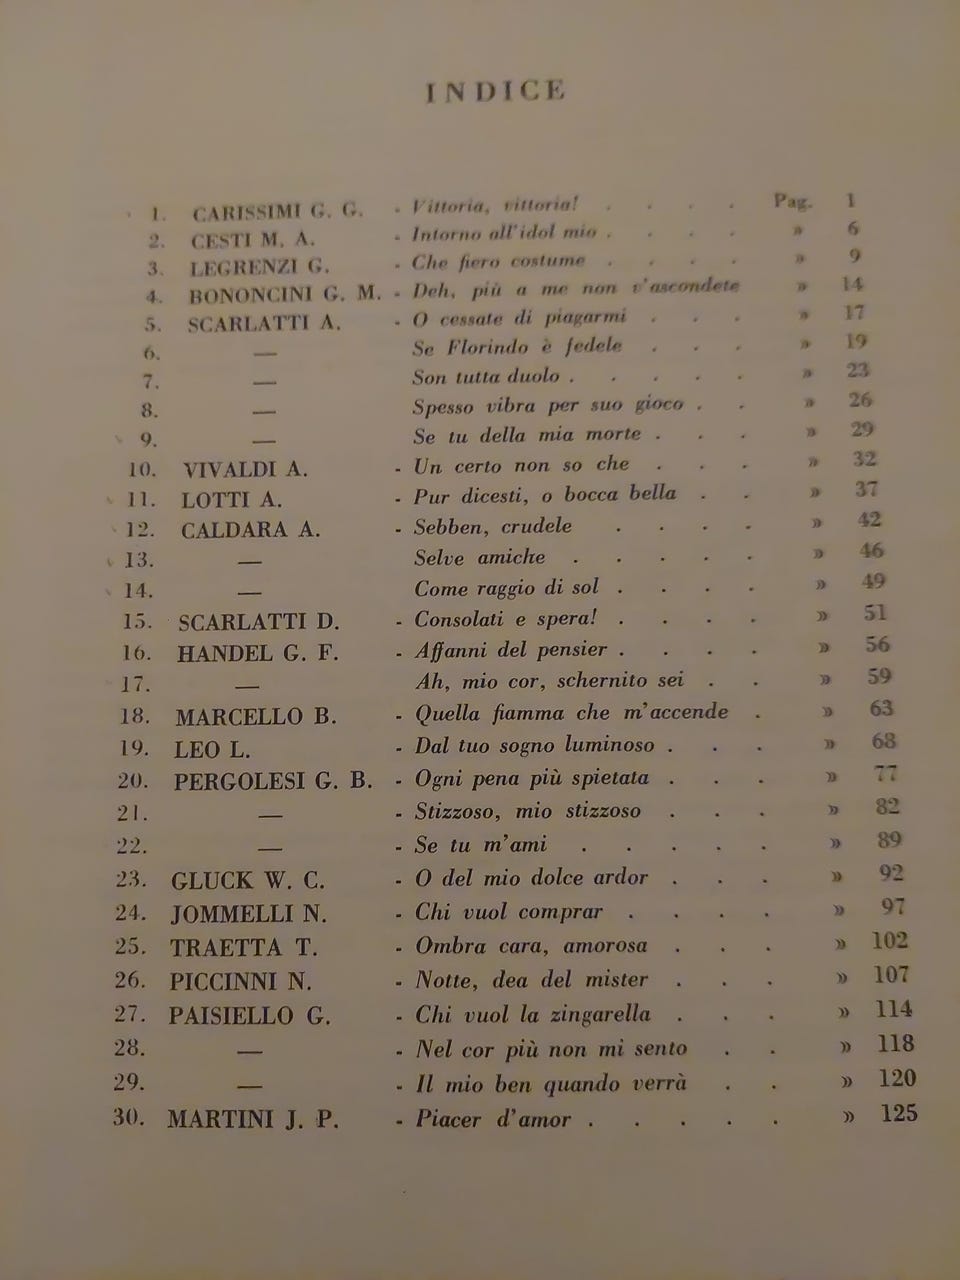 INDICE
1. CARISSIMI G. G. - Vittoria, vittoria! . . . . Pag. 1
2. CESTI M. A. - Intorno all'idol mio . . . . » 6
3. LEGRENZI G. - Che fiero costume . . . . » 9
4. BONONCINI G. M. - Deh, più a me non v'ascondete » 14
5. SCARLATTI A. - O cessate di piagarmi . . . » 17
6. — Se Florindo è fedele . . . » 19
7. — Son tutta duolo . . . . . » 23
8. — Spesso vibra per suo gioco . . » 26
9. — Se tu della mia morte . . . » 29
10. VIVALDI A. - Un certo non so che . . . » 32
11. LOTTI A. - Pur dicesti, o bocca bella . . » 37
12. CALDARA A. - Sebben, crudele . . . . » 42
13. — Selve amiche . . . . . » 46
14. — Come raggio di sol . . . . » 49
15. SCARLATTI D. - Consolati e spera! . . . . » 51
16. HANDEL G. F. - Affanni del pensier . . . . » 56
17. — Ah, mio cor, schernito sei . . » 59
18. MARCELLO B. - Quella fiamma che m'accende . » 63
19. LEO L. - Dal tuo sogno luminoso . . . » 68
20. PERGOLESI G. B. - Ogni pena più spietata . . . » 77
21. — - Stizzoso, mio stizzoso . . . » 82
22. — - Se tu m'ami . . . . . » 89
23. GLUCK W. C. - O del mio dolce ardor . . . » 92
24. JOMMELLI N. - Chi vuol comprar . . . . » 97
25. TRAETTA T. - Ombra cara, amorosa . . . » 102
26. PICCINNI N. - Notte, dea del mister . . . » 107
27. PAISIELLO G. - Chi vuol la zingarella . . . » 114
28. — - Nel cor più non mi sento . . » 118
29. — - Il mio ben quando verrà . . » 120
30. MARTINI J. P. - Piacer d'amor . . . . . » 125